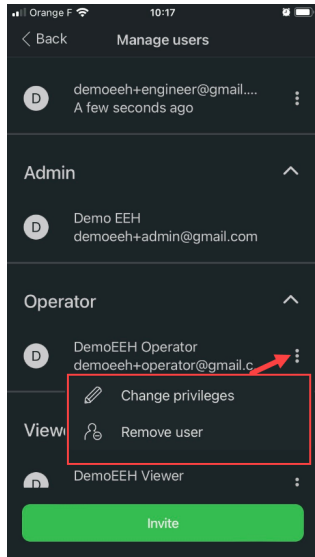 Orange F
10:17
Back
Manage users
D
demoeeh+engineer@gmail....
A few seconds ago
Admin
D
Demo EEH
demoeeh+admin@gmail.com
Operator
D
DemoEEH Operator
demoeeh+operator@gmail.c
Change privileges
Remove user
D
DemoEEH Viewer
Invite